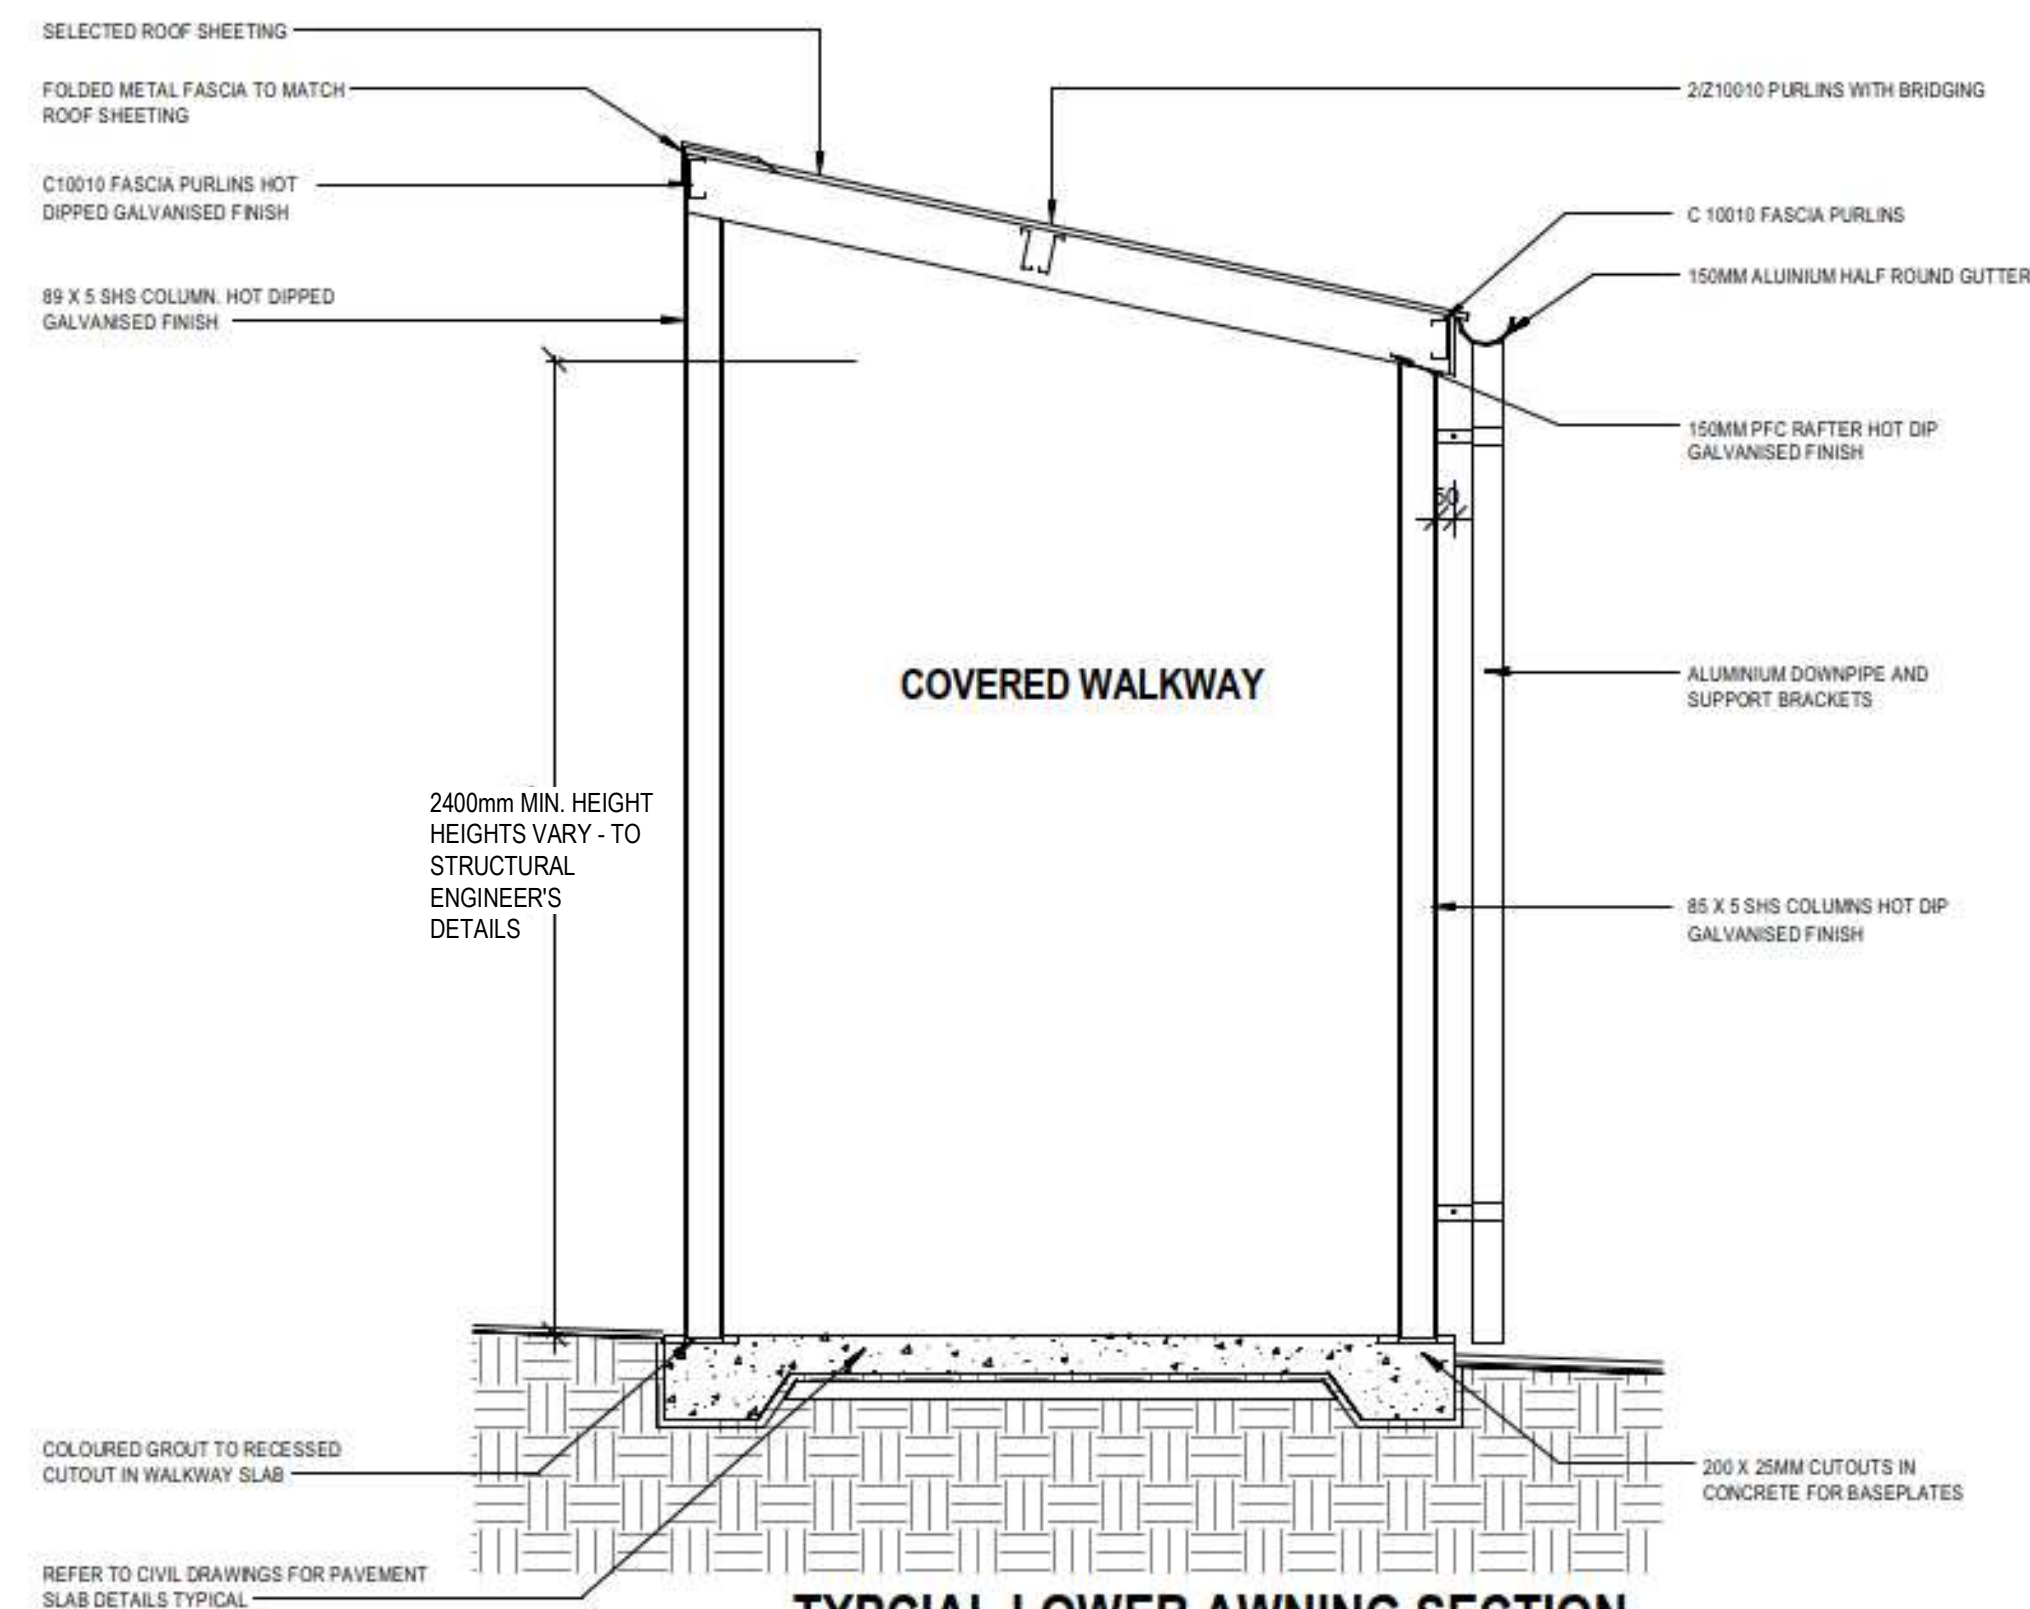 SELECTED ROOF SHEETING
FOLDED METAL FASCIA TO MATCH
ROOF SHEETING
C10010 FASCIA PURLINS HOT
DIPPED GALVANISED FINISH
89 X 5 SHS COLUMN. HOT DIPPED
GALVANISED FINISH
2400mm MIN. HEIGHT
HEIGHTS VARY - TO
STRUCTURAL
ENGINEER'S
DETAILS
COLOURED GROUT TO RECESSED
CUTOUT IN WALKWAY SLAB
REFER TO CIVIL DRAWINGS FOR PAVEMENT
SLAB DETAILS TYPICAL
COVERED WALKWAY
2/Z10010 PURLINS WITH BRIDGING
C 10010 FASCIA PURLINS
150MM ALUINIUM HALF ROUND GUTTER
150MM PFC RAFTER HOT DIP
GALVANISED FINISH
50
ALUMINIUM DOWNPIPE AND
SUPPORT BRACKETS
85 X 5 SHS COLUMNS HOT DIP
GALVANISED FINISH
200 X 25MM CUTOUTS IN
CONCRETE FOR BASEPLATES
TYPCIAL LOWER AWNING SECTION